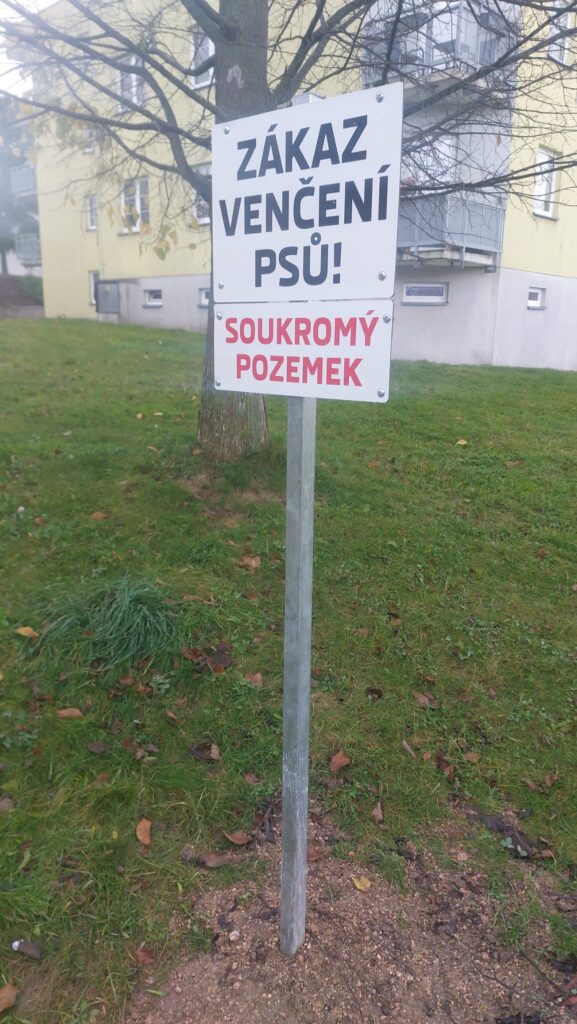 ZÁKAZ
VENČENÍ
PSŮ!
SOUKROMÝ
POZEMEK